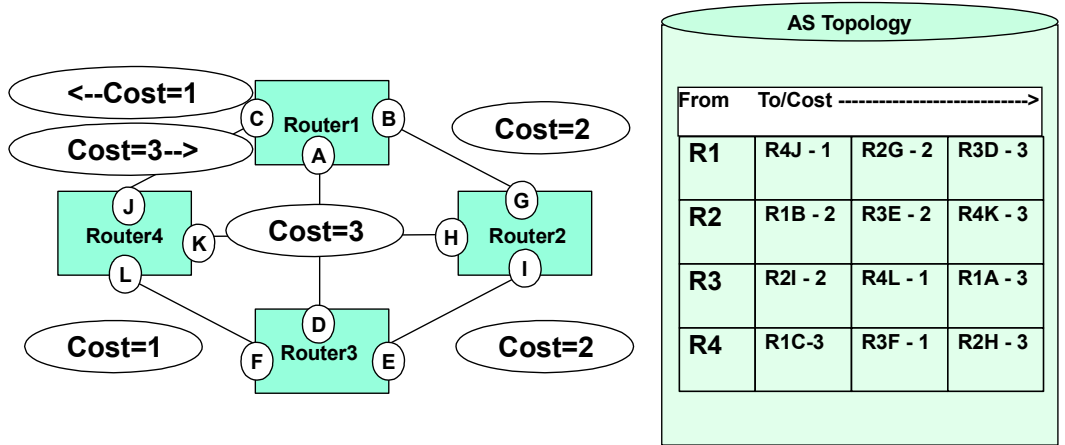 AS Topology
<--Cost=1
Cost=3-->
C
Router1
B
A
Cost=2
J
Router4
K
L
Cost=3
G
H
Router2
I
Cost=1
D
F
Router3
E
Cost=2
From To/Cost ---------------------------->
R1 R4J - 1 R2G - 2 R3D - 3
R2 R1B - 2 R3E - 2 R4K - 3
R3 R2I - 2 R4L - 1 R1A - 3
R4 R1C-3 R3F - 1 R2H - 3